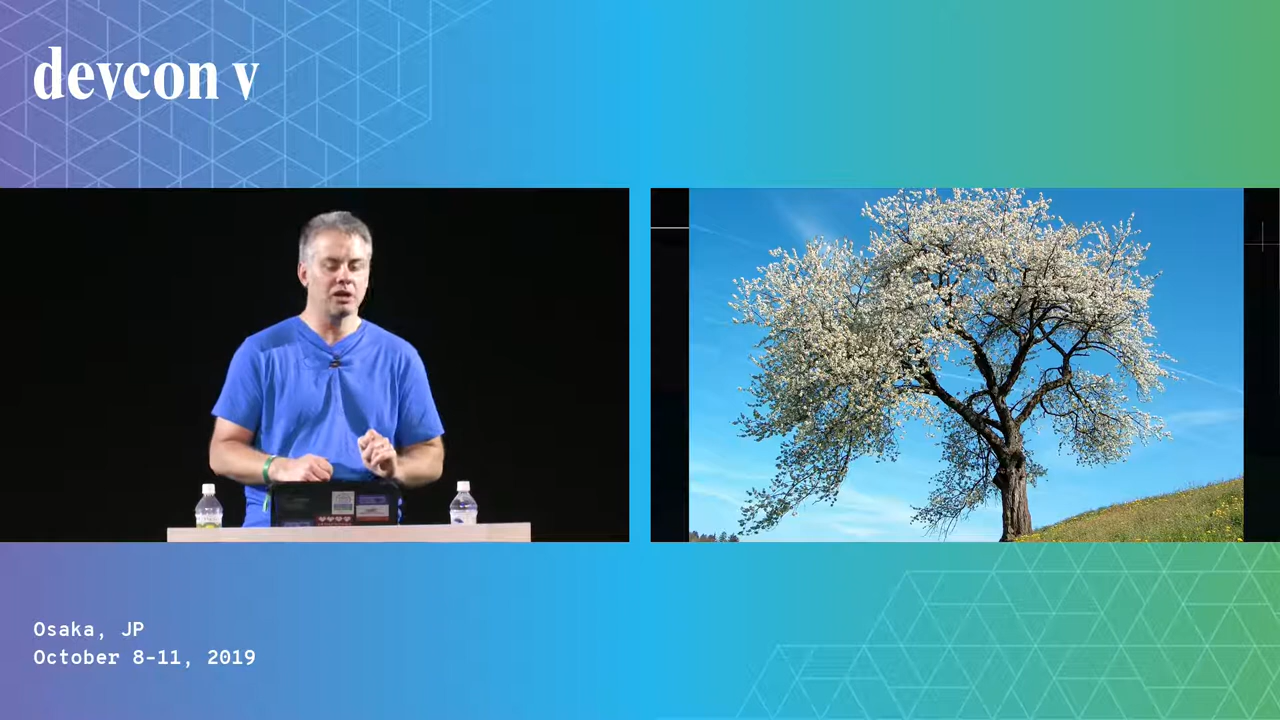 devcon v
Osaka, JP
October 8-11, 2019